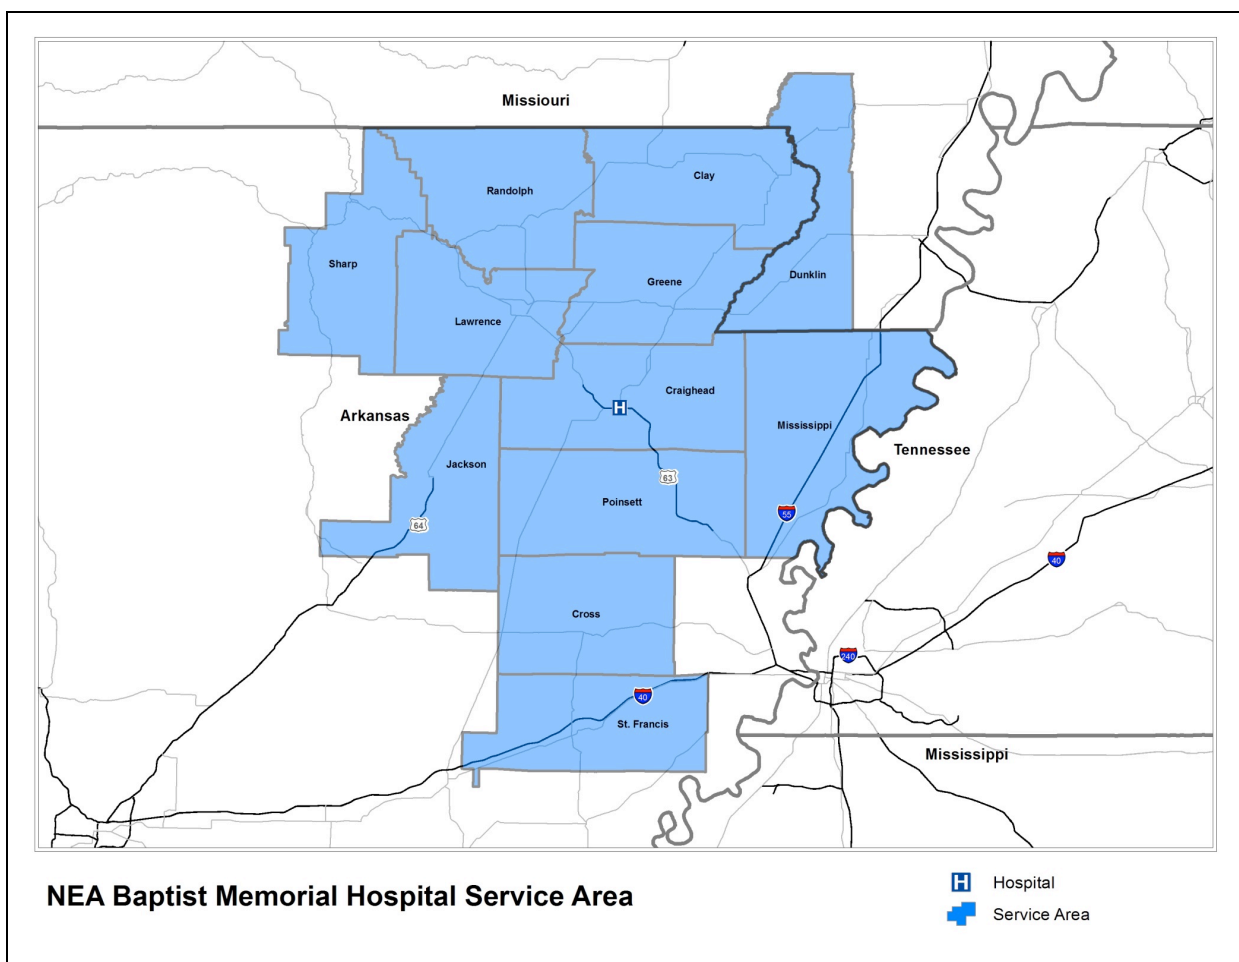 Missiouri
Clay
Randolph
Sharp
Dunklin
Greene
Lawrence
Craighead
Arkansas
H
Mississippi
Tennessee
Jackson
63
Poinsett
55
64
40
Cross
240
40
St. Francis
Mississippi
NEA Baptist Memorial Hospital Service Area
H Hospital
Service Area